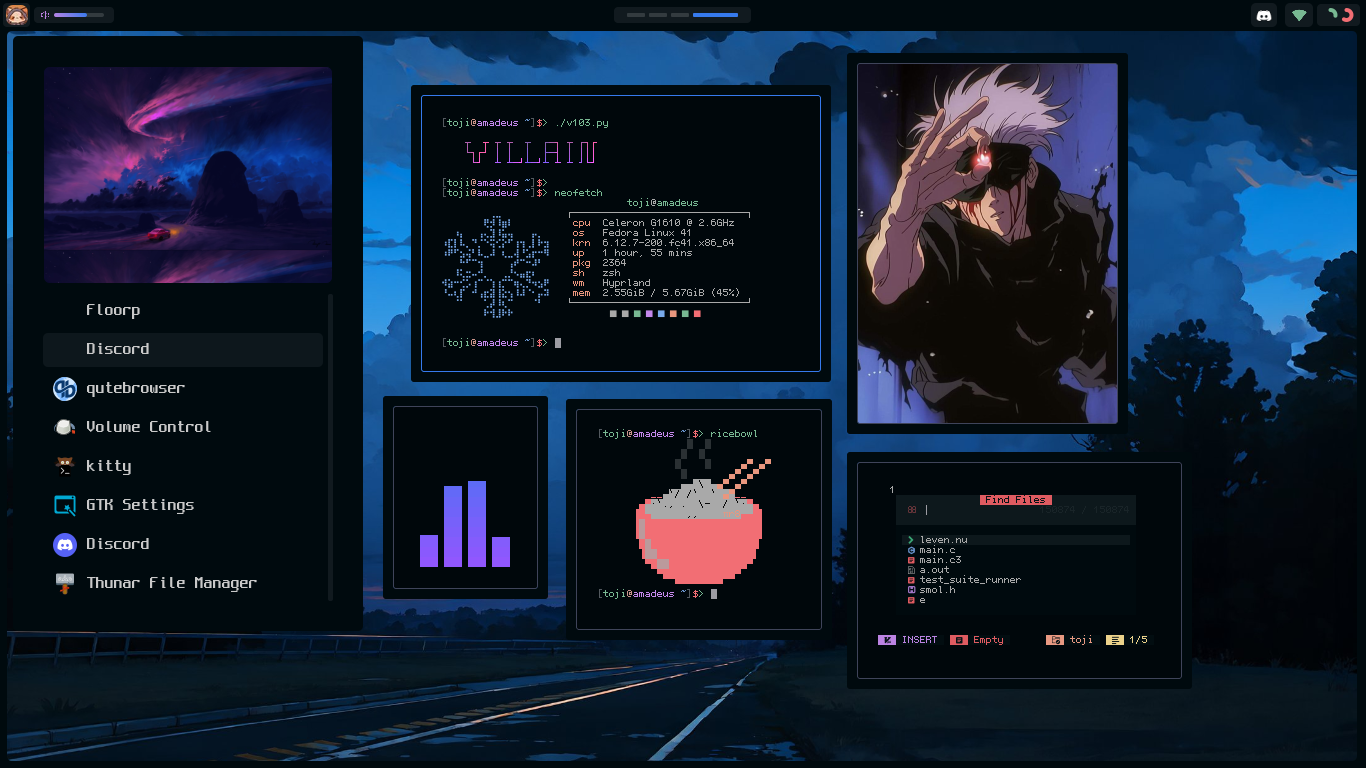 Floorp
Discord
qutebrowser
Volume Control
kitty
GTK Settings
Discord
Thunar File Manager
[toji@amadeus ~]$> ./v103.py
VILLAIN
[toji@amadeus ~]$>
[toji@amadeus ~]$> neofetch
toji@amadeus
cpu Celeron G1610 @ 2.6GHz
os Fedora Linux 41
krn 6.12.7-200.fc41.x86_64
up 1 hour, 55 mins
pkg 2364
sh zsh
wm Hyprland
mem 2.55GiB / 5.67GiB (45%)
[toji@amadeus ~]$>
[toji@amadeus ~]$> ricebowl
[toji@amadeus ~]$>
1
Find Files
leven.nu
main.c
main.c3
a.out
test_suite_runner
smol.h
e
INSERT Empty toji 1/5